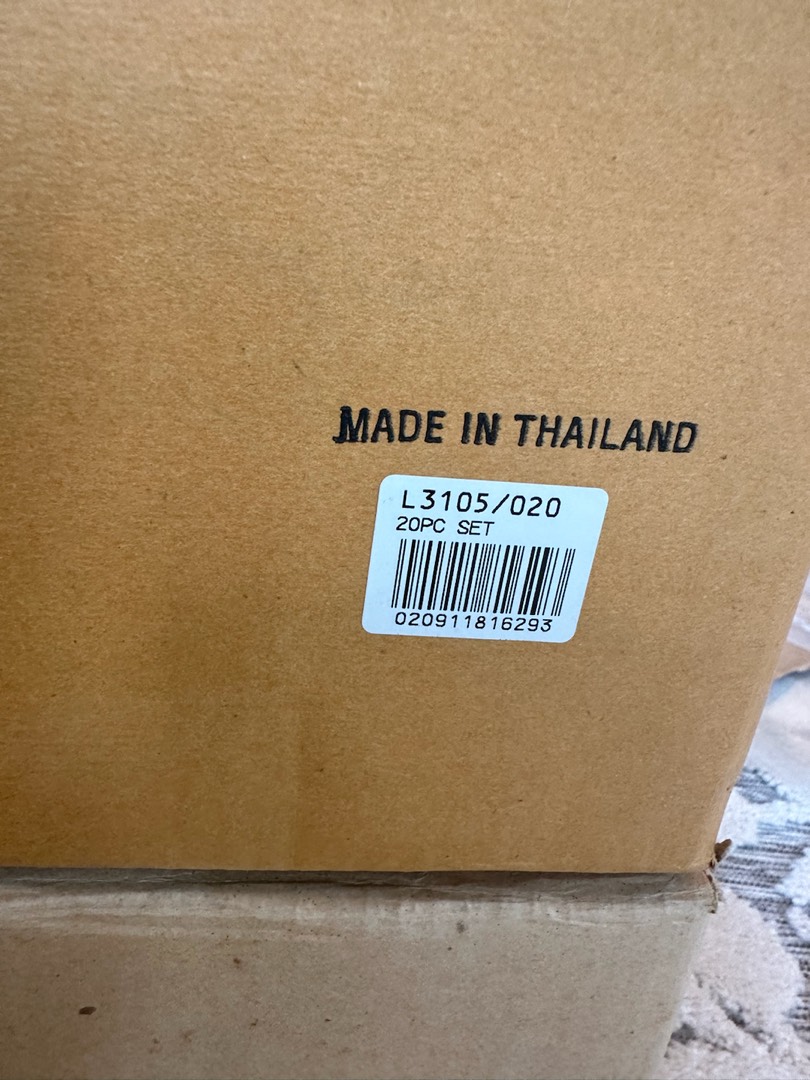 MADE IN THAILAND
L3105/020
20PC SET
020911816293